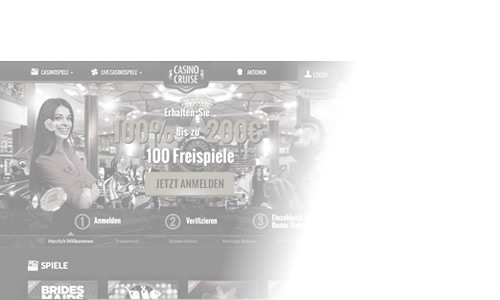 CASINOSPIELE
LIVE CASINOSPIELE
CASINO
CRUISE
AKTIONEN
LOGIN
Erhalten Sie
100% bis zu 200€
100 Freispiele
JETZT ANMELDEN
1 Anmelden
2 Verifizieren
3 Einzahlen &
Bonus
Herzlich Willkommen
SPIELE
BRIDES
MAIDS